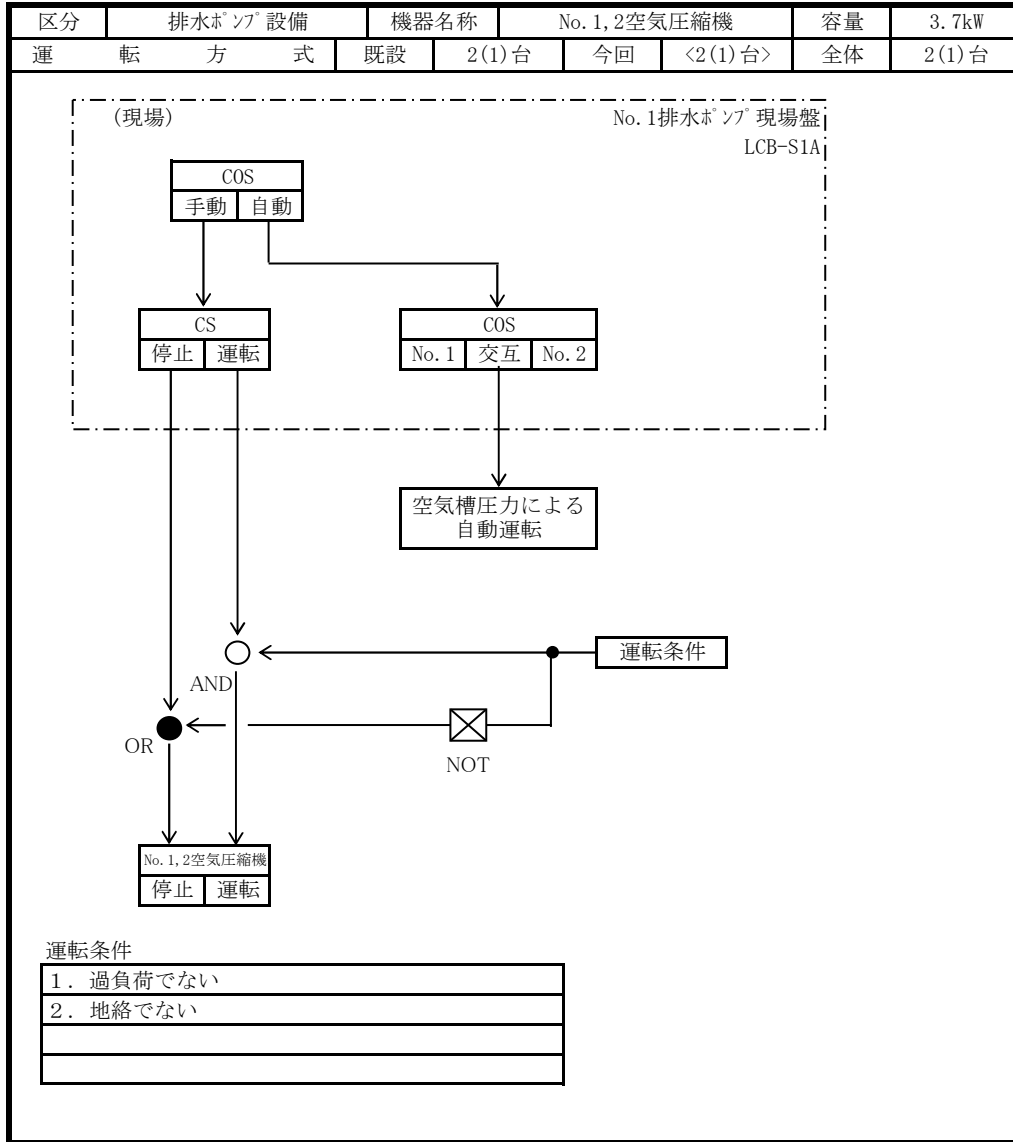 区分 排水ﾎﾟﾝﾌﾟ設備 機器名称 No.1,2空気圧縮機 容量 3.7kW
運転方式 既設 2(1)台 今回 <2(1)台> 全体 2(1)台
(現場) No.1排水ﾎﾟﾝﾌﾟ現場盤
LCB-S1A
COS
手動 自動
CS COS
停止 運転 No.1 交互 No.2
空気槽圧力による
自動運転
運転条件
AND
OR
NOT
No.1,2空気圧縮機
停止 運転
運転条件
1．過負荷でない
2．地絡でない